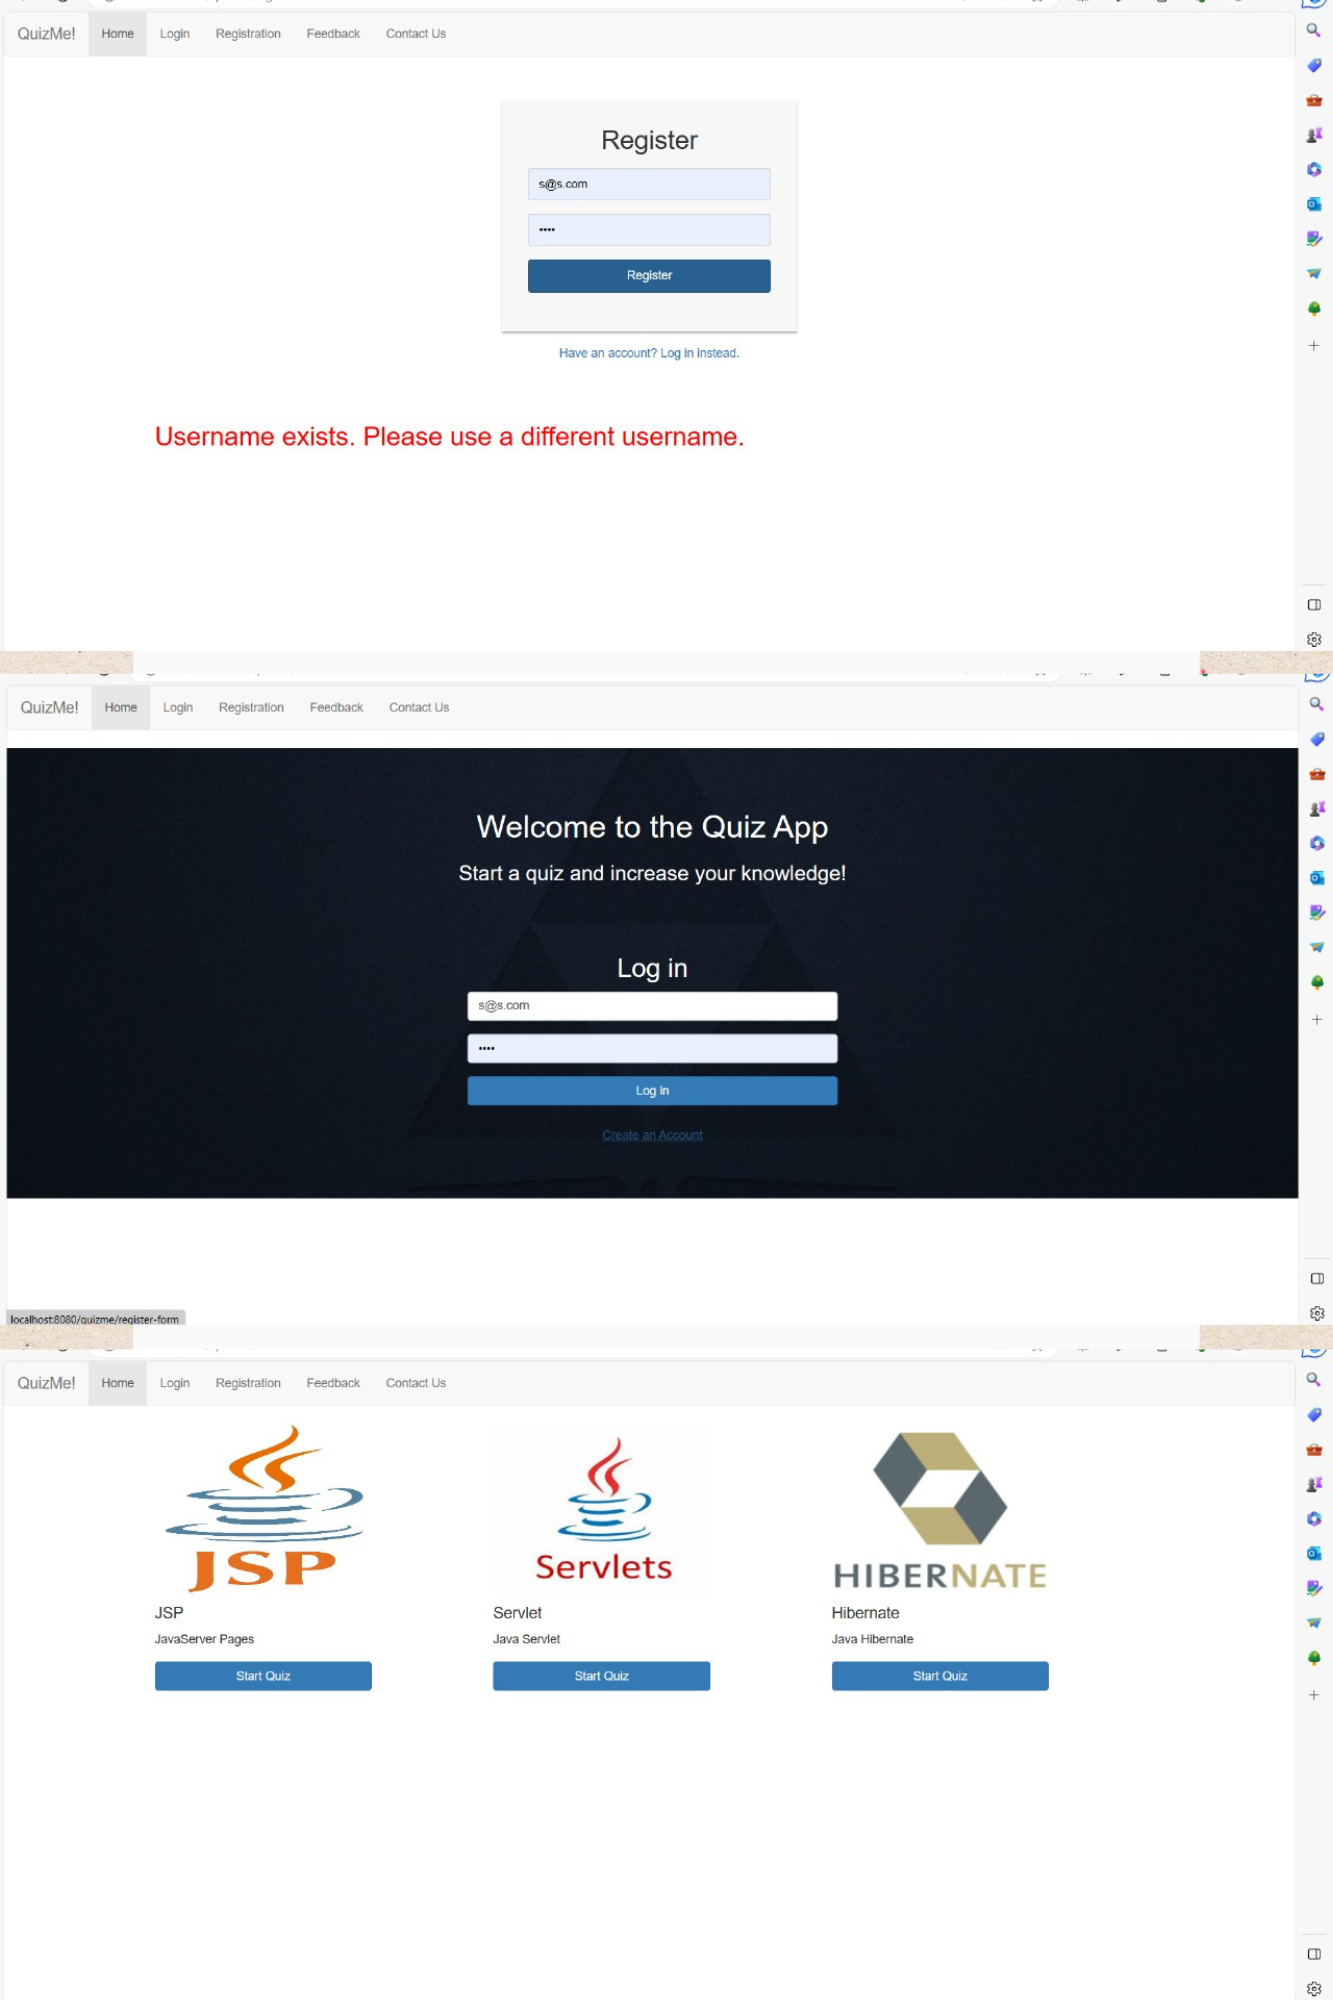 QuizMe! Home Login Registration Feedback Contact Us
Register
s@s.com
••••
Register
Have an account? Log in instead.
Username exists. Please use a different username.
QuizMe! Home Login Registration Feedback Contact Us
Welcome to the Quiz App
Start a quiz and increase your knowledge!
Log in
s@s.com
••••
Log in
Create an Account
localhost:8080/quizme/register-form
QuizMe! Home Login Registration Feedback Contact Us
JSP Servlets HIBERNATE
JSP Servlet Hibernate
JavaServer Pages Java Servlet Java Hibernate
Start Quiz Start Quiz Start Quiz